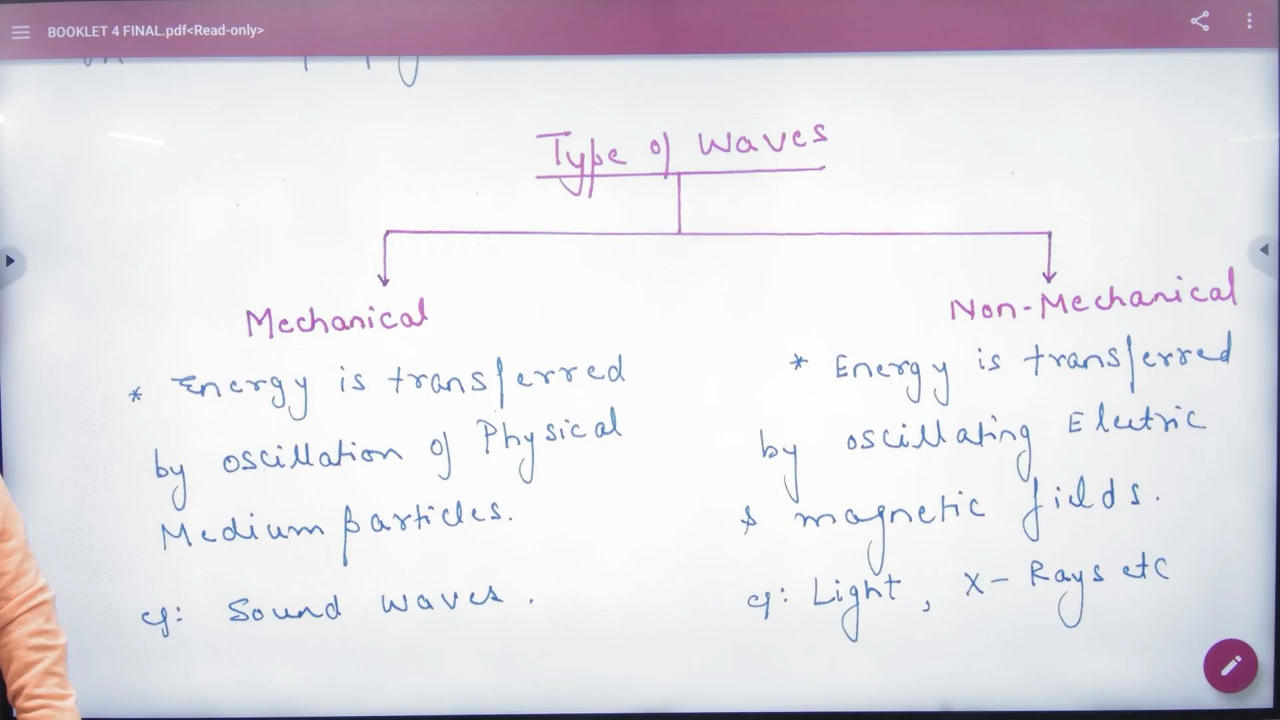 BOOKLET 4 FINAL.pdf<Read-only>
Type of Waves
Mechanical
* Energy is transferred
by oscillation of Physical
Medium particles.
eg: Sound waves.
Non-Mechanical
* Energy is transferred
by oscillating Electric
& magnetic fields.
eg: Light, X-Rays etc